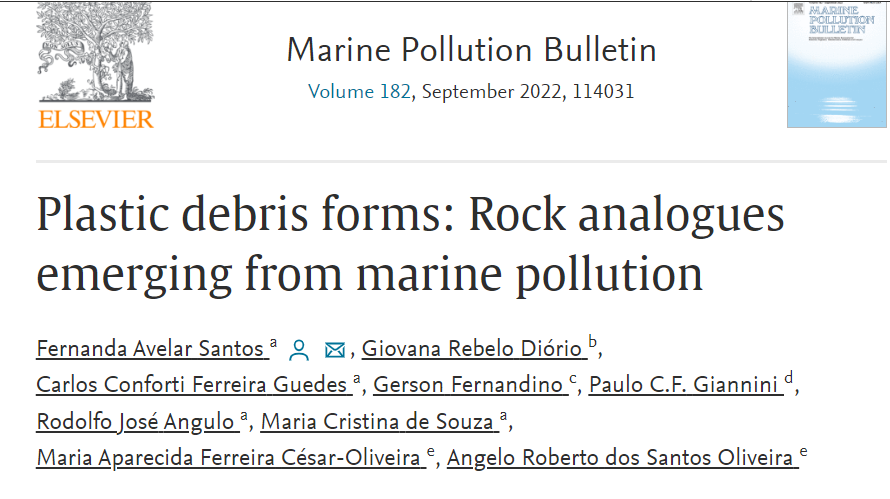 ELSEVIER
Marine Pollution Bulletin
Volume 182, September 2022, 114031
MARINE
POLLUTION
BULLETIN
Plastic debris forms: Rock analogues
emerging from marine pollution
Fernanda Avelar Santos a, Giovana Rebelo Diório b,
Carlos Conforti Ferreira Guedes a, Gerson Fernandino c, Paulo C.F. Giannini d,
Rodolfo José Angulo a, Maria Cristina de Souza a,
Maria Aparecida Ferreira César-Oliveira e, Angelo Roberto dos Santos Oliveira e